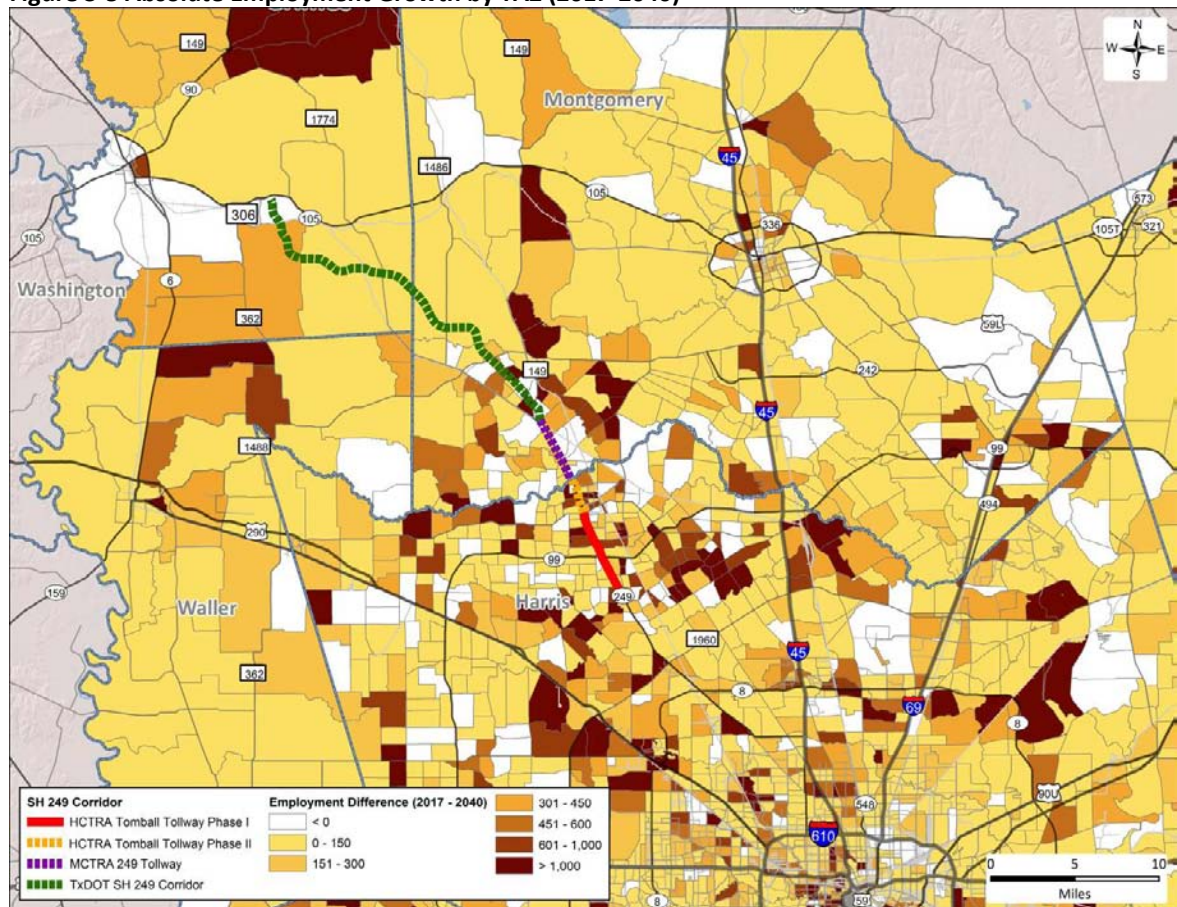 149
Montgomery
N
W E
S
90
1774
1486
45
105
573
105T
321
306
105
105
336
Washington
6
59L
362
149
242
45
1488
99
494
290
99
159
Waller
Harris
249
1960
45
362
8
69
8
90U
548
610
59
8
SH 249 Corridor
HCTRA Tomball Tollway Phase I
HCTRA Tomball Tollway Phase II
MCTRA 249 Tollway
TxDOT SH 249 Corridor
Employment Difference (2017 - 2040)
< 0
0 - 150
151 - 300
301 - 450
451 - 600
601 - 1,000
> 1,000
0 5 10
Miles